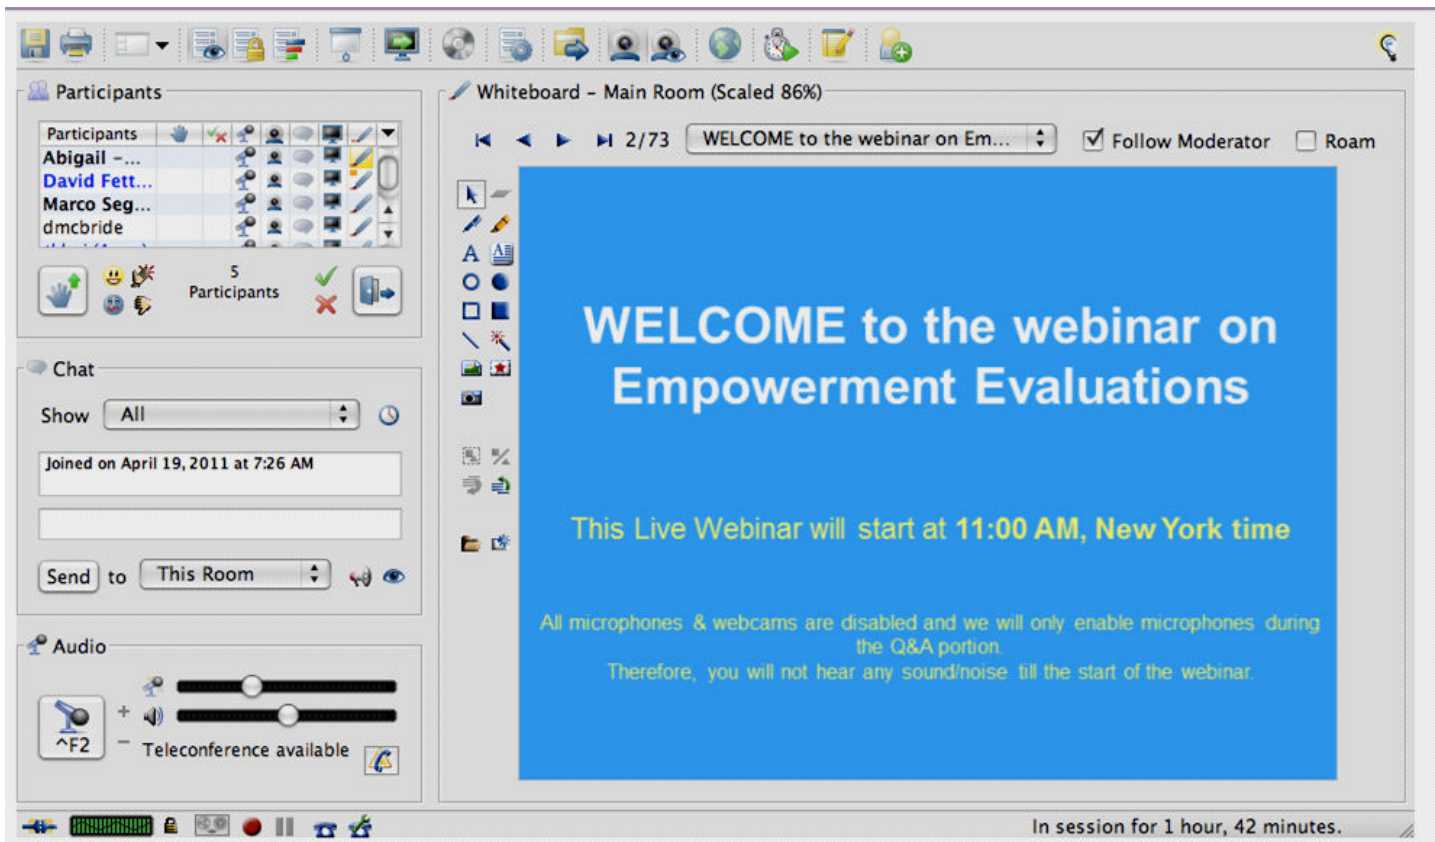 Participants
Participants
Abigail –...
David Fett...
Marco Seg...
dmcbride
5
Participants
Chat
Show All
Joined on April 19, 2011 at 7:26 AM
Send to This Room
Audio
^F2
+
−
Teleconference available
Whiteboard – Main Room (Scaled 86%)
2/73 WELCOME to the webinar on Em... Follow Moderator Roam
A A
WELCOME to the webinar on
Empowerment Evaluations
This Live Webinar will start at 11:00 AM, New York time
All microphones & webcams are disabled and we will only enable microphones during
the Q&A portion.
Therefore, you will not hear any sound/noise till the start of the webinar.
In session for 1 hour, 42 minutes.